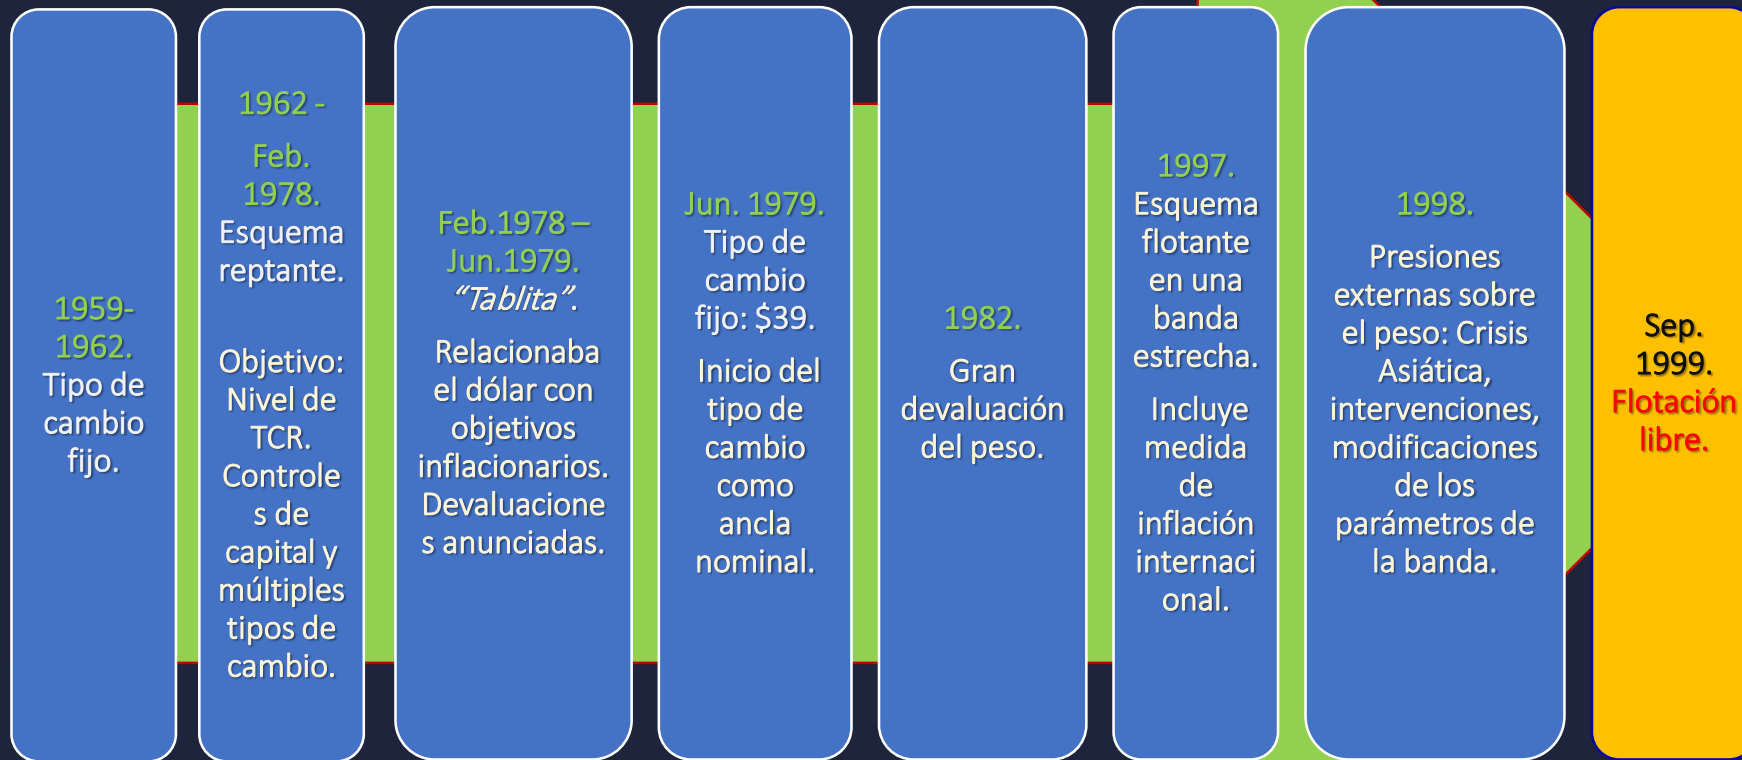 1959-
1962.
Tipo de
cambio
fijo.
1962 -
Feb.
1978.
Esquema
reptante.
Objetivo:
Nivel de
TCR.
Controle
s de
capital y
múltiples
tipos de
cambio.
Feb.1978 –
Jun.1979.
“Tablita”.
Relacionaba
el dólar con
objetivos
inflacionarios.
Devaluacione
s anunciadas.
Jun. 1979.
Tipo de
cambio
fijo: $39.
Inicio del
tipo de
cambio
como
ancla
nominal.
1982.
Gran
devaluación
del peso.
1997.
Esquema
flotante
en una
banda
estrecha.
Incluye
medida
de
inflación
internaci
onal.
1998.
Presiones
externas sobre
el peso: Crisis
Asiática,
intervenciones,
modificaciones
de los
parámetros de
la banda.
Sep.
1999.
Flotación
libre.